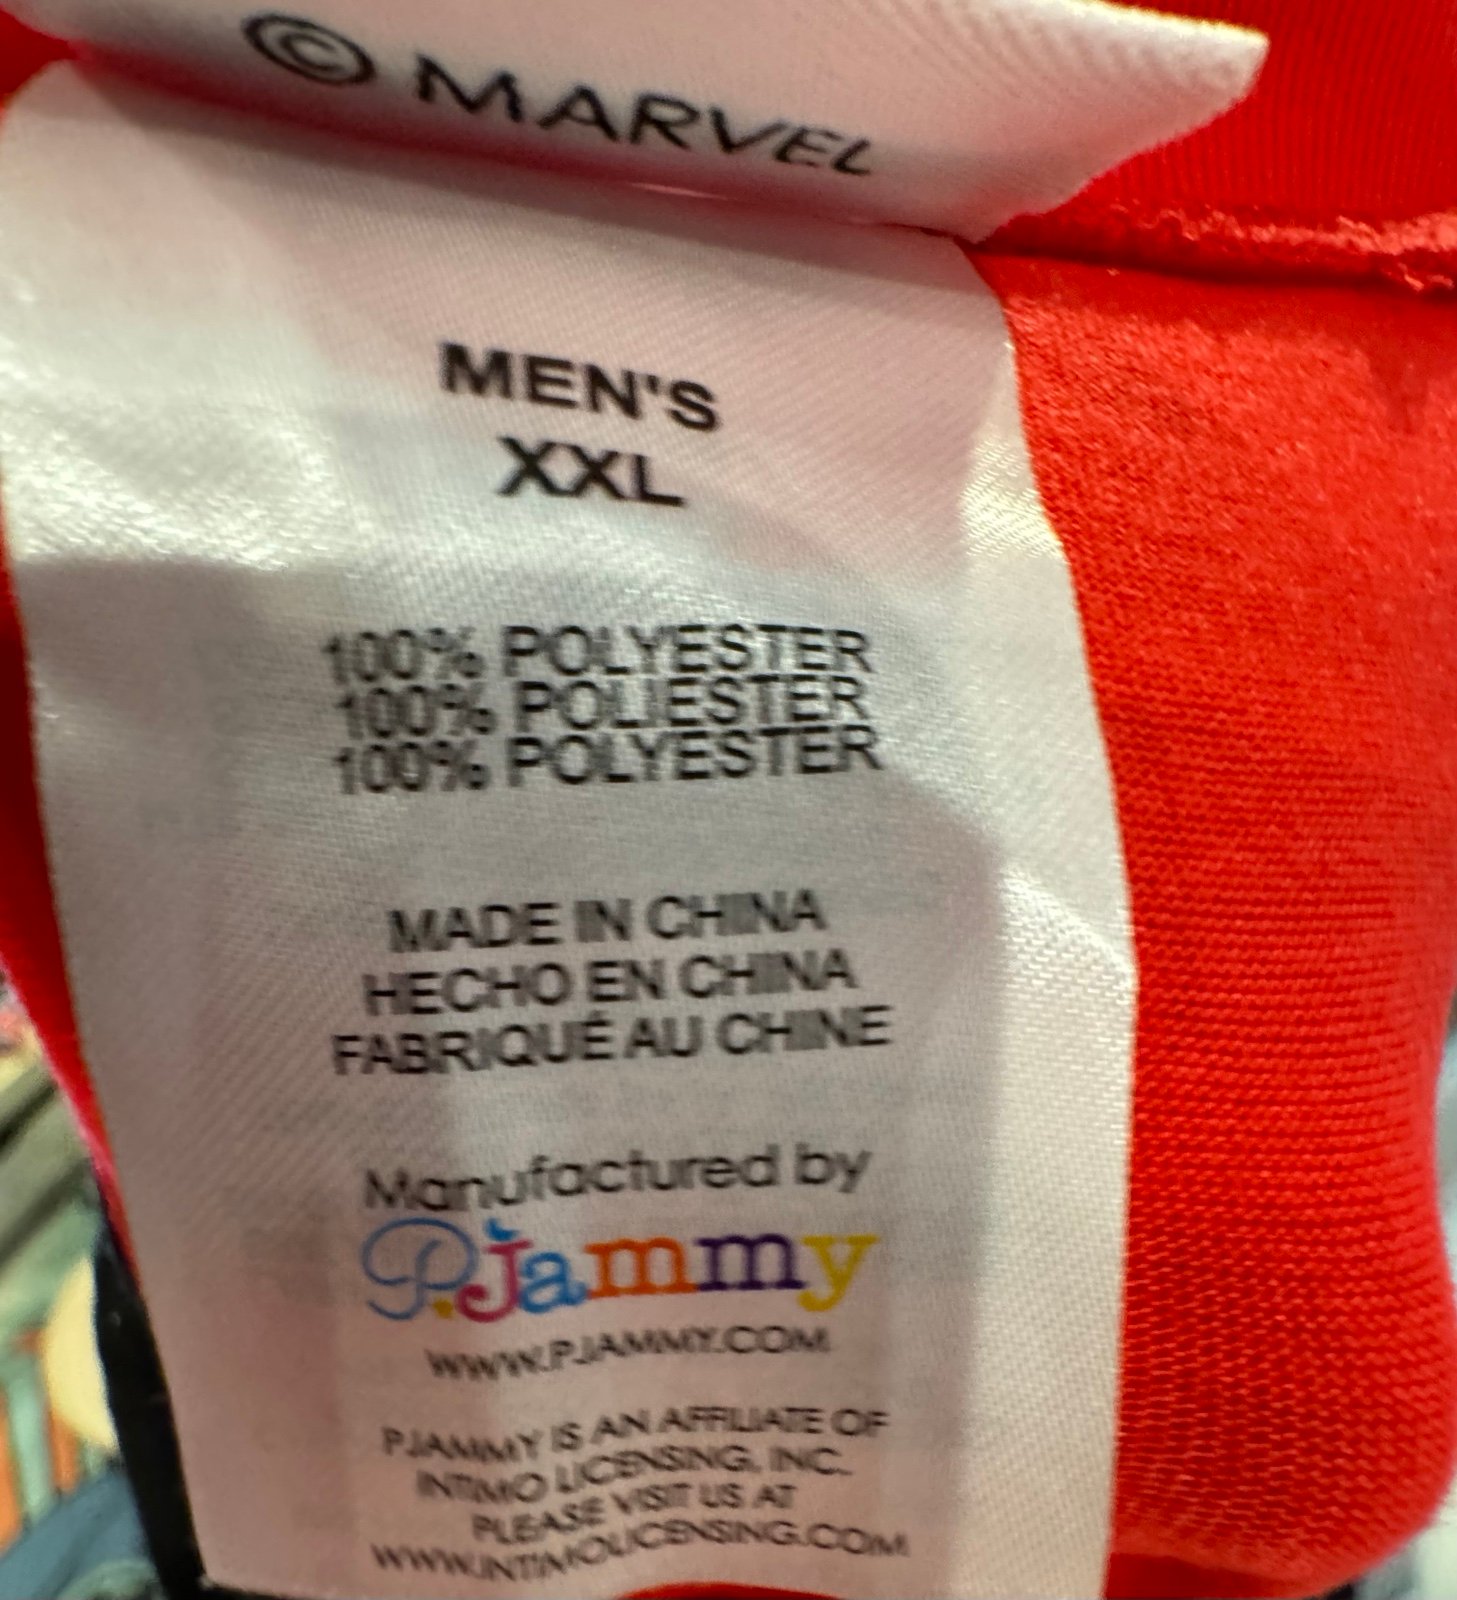 © MARVEL
MEN'S
XXL
100% POLYESTER
100% POLIESTER
100% POLYESTER
MADE IN CHINA
HECHO EN CHINA
FABRIQUÉ AU CHINE
Manufactured by
P.Jammy
WWW.PJAMMY.COM
PJAMMY IS AN AFFILIATE OF
INTIMO LICENSING, INC.
PLEASE VISIT US AT
WWW.INTIMOLICENSING.COM